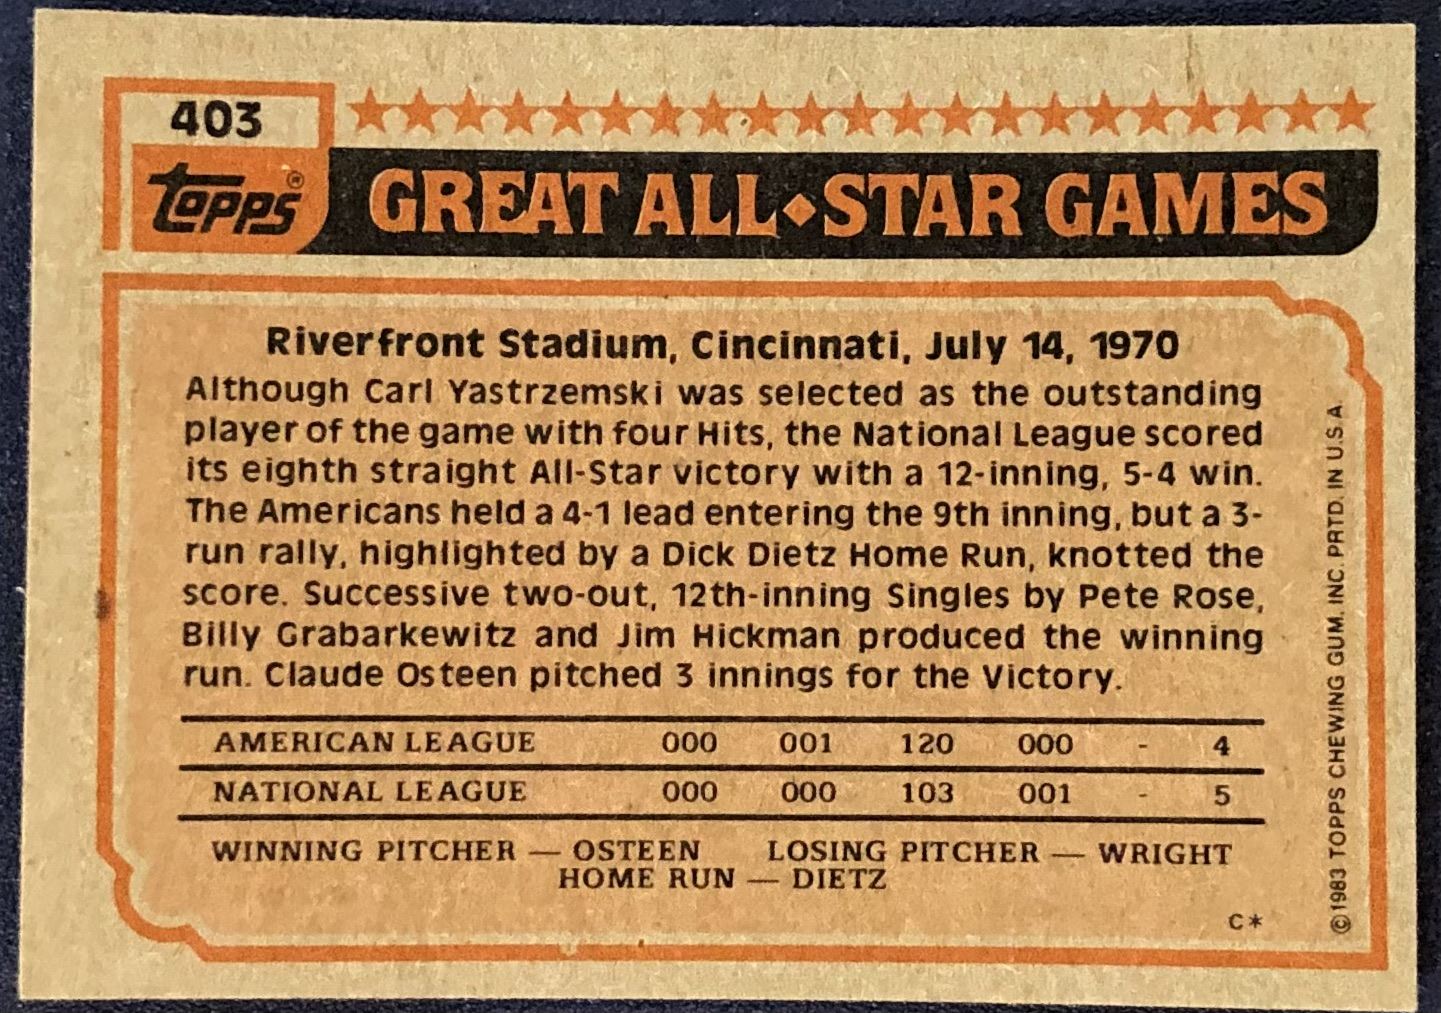 403
topps®
GREAT ALL◆STAR GAMES
Riverfront Stadium, Cincinnati, July 14, 1970
Although Carl Yastrzemski was selected as the outstanding
player of the game with four Hits, the National League scored
its eighth straight All-Star victory with a 12-inning, 5-4 win.
The Americans held a 4-1 lead entering the 9th inning, but a 3-
run rally, highlighted by a Dick Dietz Home Run, knotted the
score. Successive two-out, 12th-inning Singles by Pete Rose,
Billy Grabarkewitz and Jim Hickman produced the winning
run. Claude Osteen pitched 3 innings for the Victory.
AMERICAN LEAGUE 000 001 120 000 - 4
NATIONAL LEAGUE 000 000 103 001 - 5
WINNING PITCHER — OSTEEN LOSING PITCHER — WRIGHT
HOME RUN — DIETZ
C*
©1983 TOPPS CHEWING GUM, INC. PRTD. IN U.S.A.